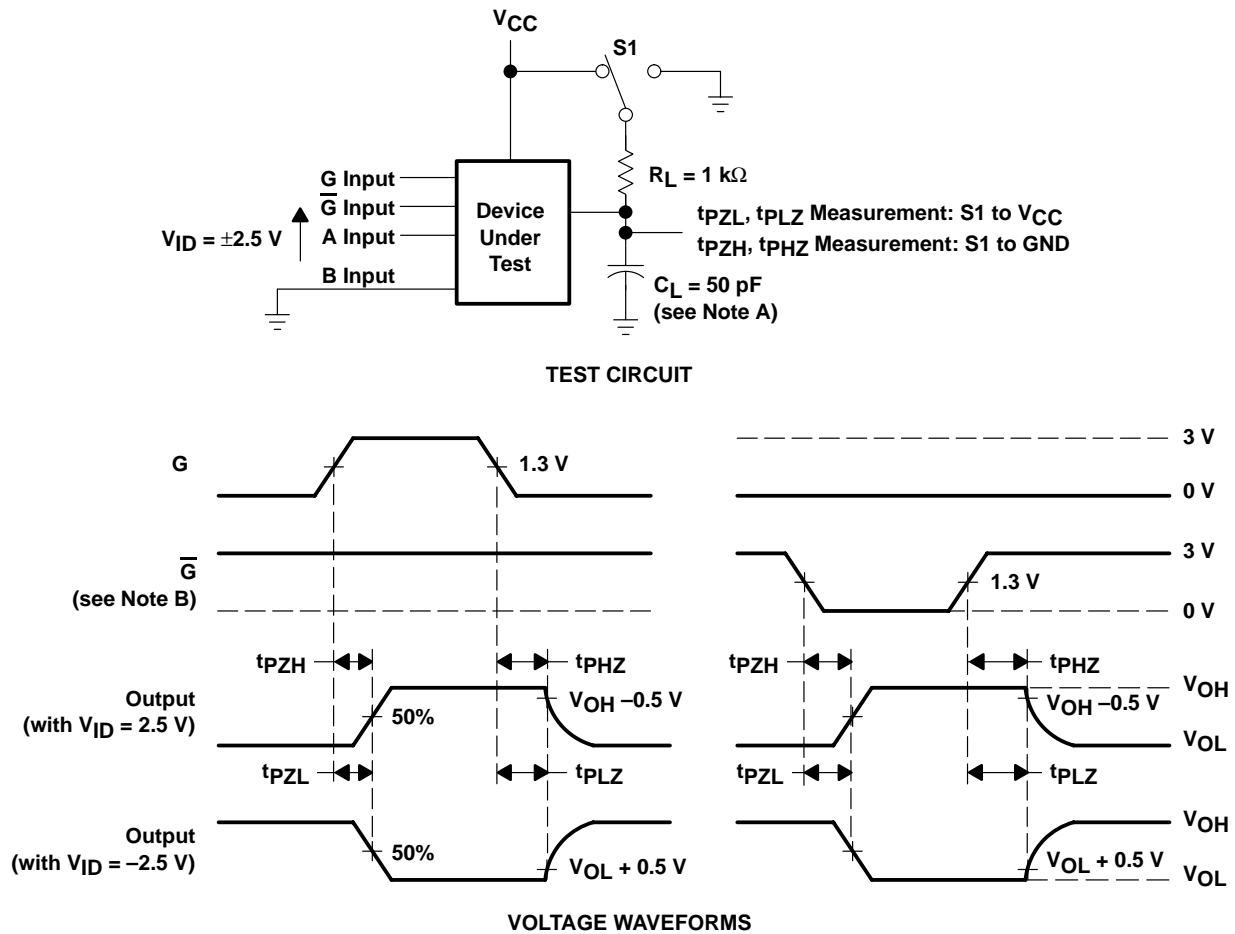 VCC
S1
RL = 1 kΩ
G Input
G̅ Input
A Input
B Input
VID = ±2.5 V
Device
Under
Test
tPZL, tPLZ Measurement: S1 to VCC
tPZH, tPHZ Measurement: S1 to GND
CL = 50 pF
(see Note A)
TEST CIRCUIT
G
1.3 V
3 V
0 V
G̅
(see Note B)
1.3 V
3 V
0 V
tPZH
tPHZ
tPZH
tPHZ
Output
(with VID = 2.5 V)
50%
VOH –0.5 V
VOH –0.5 V
VOH
VOL
tPZL
tPLZ
tPZL
tPLZ
Output
(with VID = –2.5 V)
50%
VOL + 0.5 V
VOL + 0.5 V
VOH
VOL
VOLTAGE WAVEFORMS